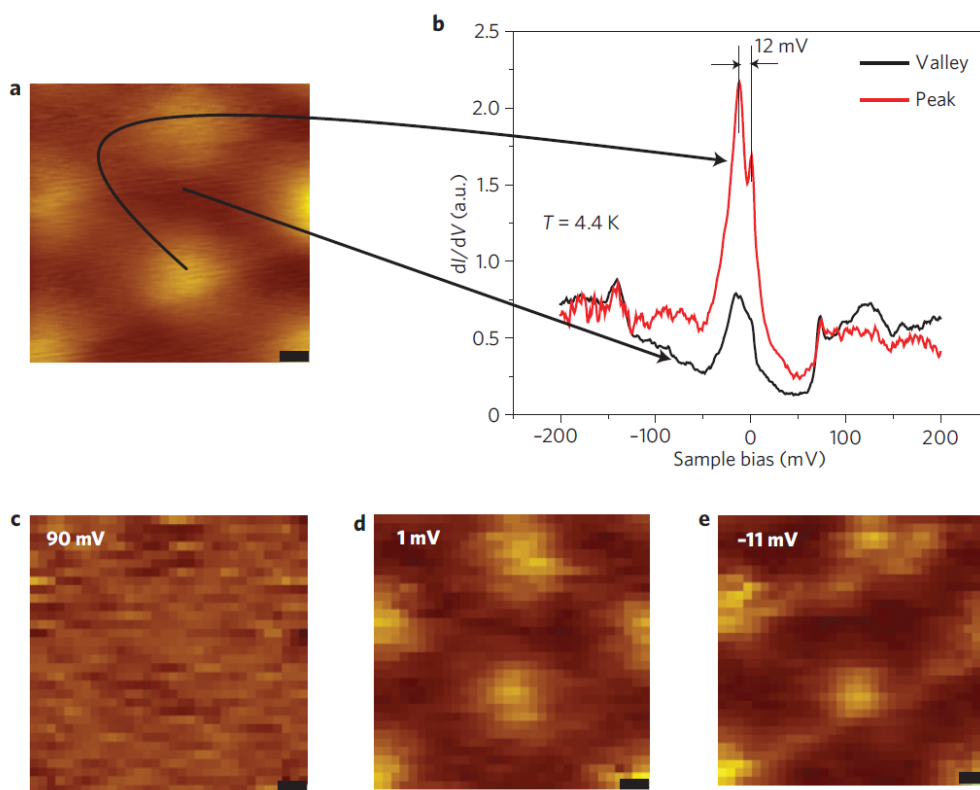 a
b
2.5
2.0
1.5
1.0
0.5
0
dI/dV (a.u.)
12 mV
Valley
Peak
T = 4.4 K
−200
−100
0
100
200
Sample bias (mV)
c
90 mV
d
1 mV
e
−11 mV